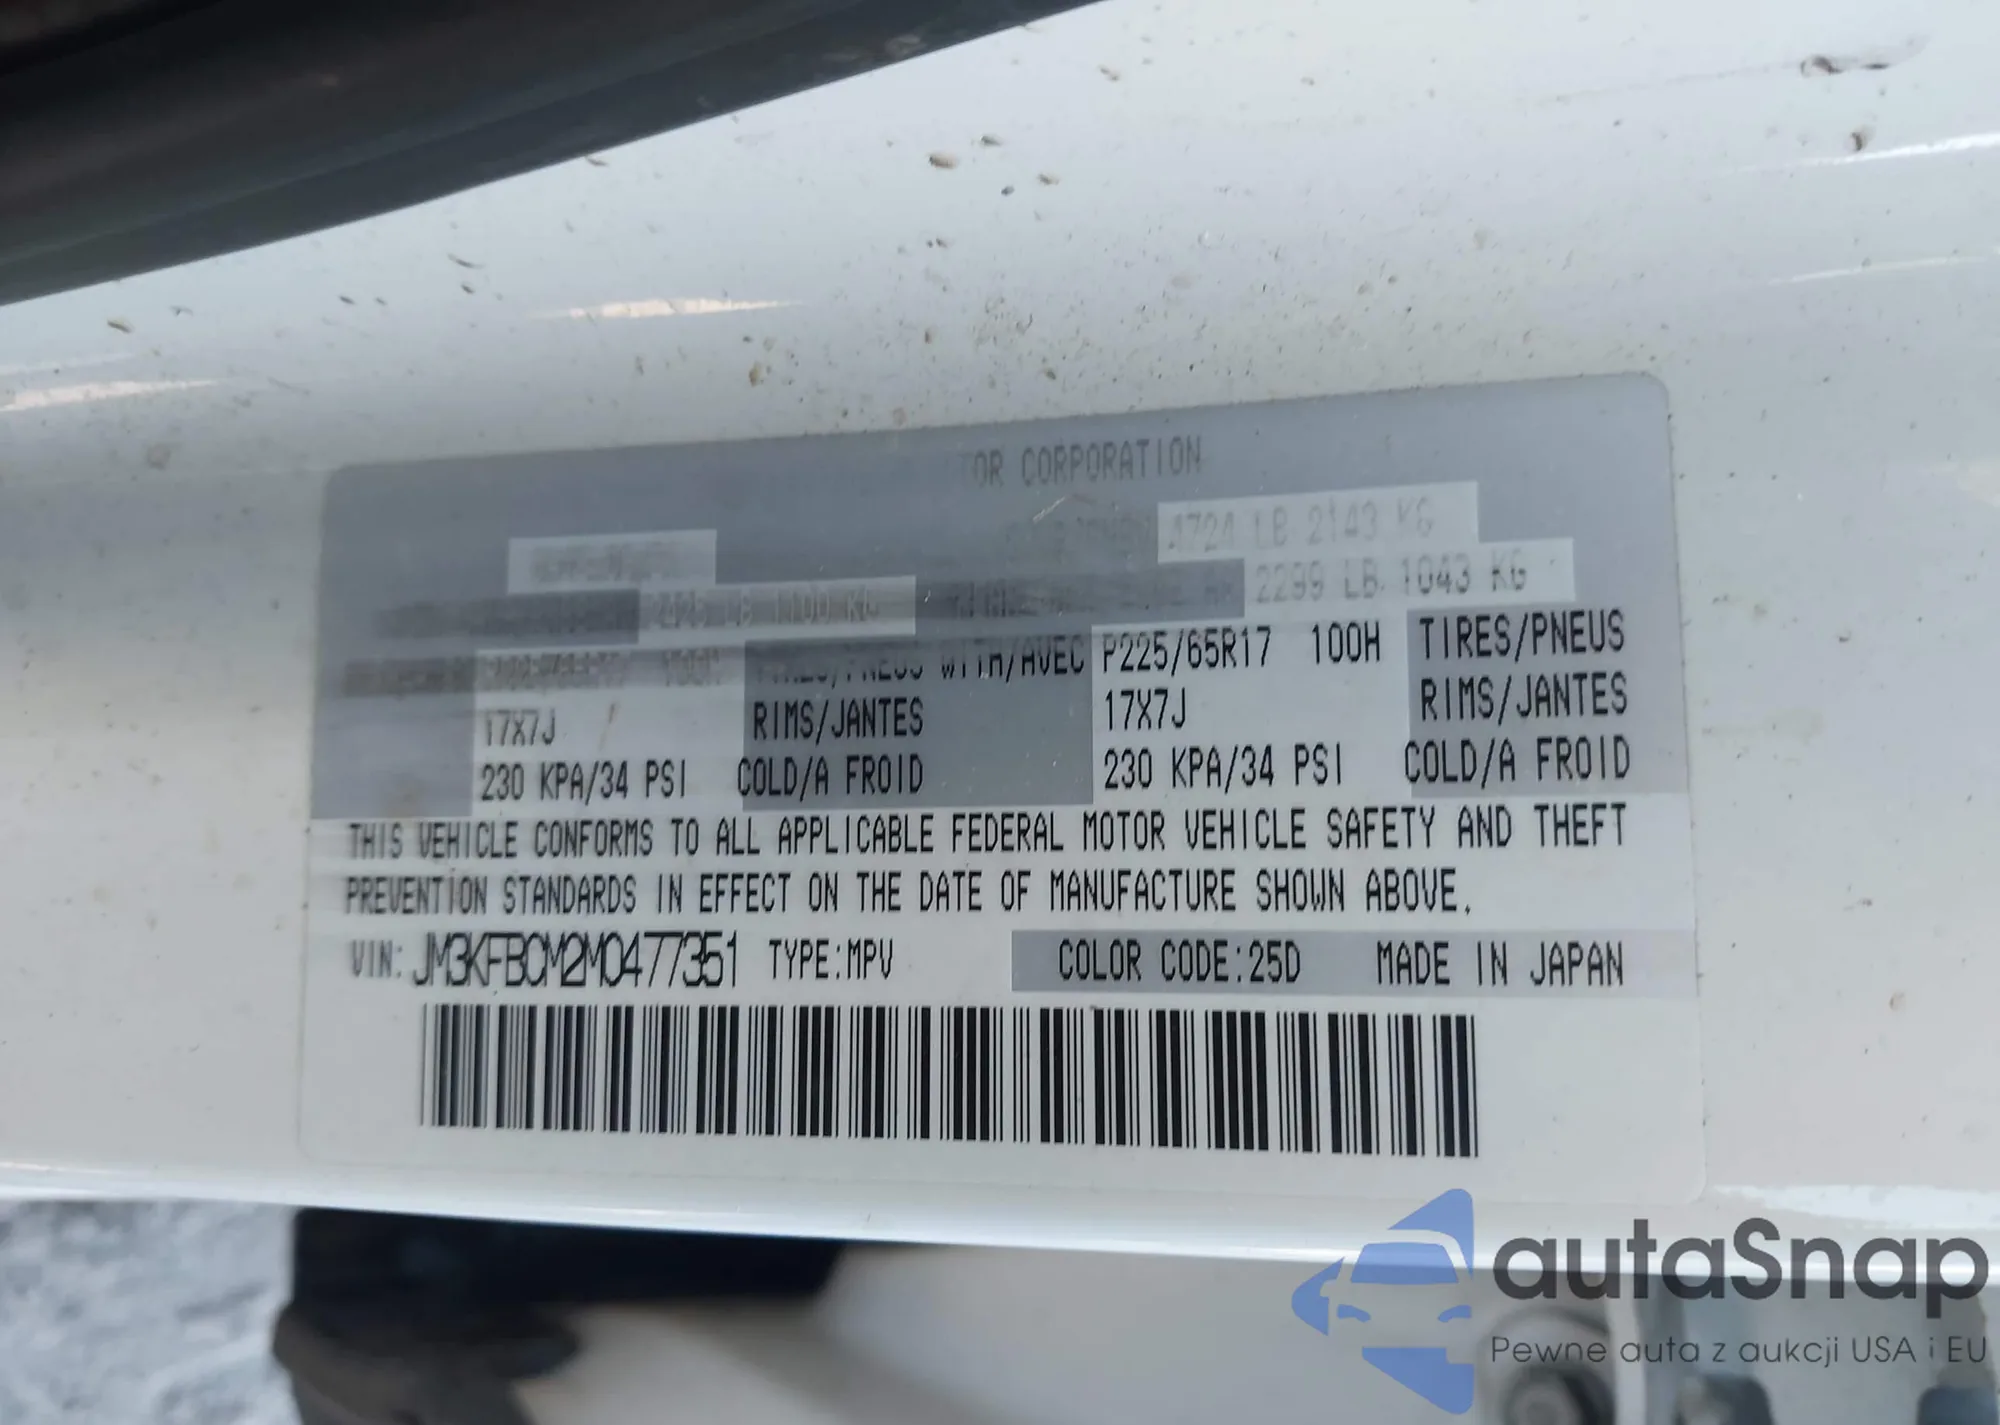 TOR CORPORATION
4724 LB 2143 KG
1100 KG 2299 LB 1043 KG
WITH/AVEC P225/65R17 100H TIRES/PNEUS
17X7J RIMS/JANTES 17X7J RIMS/JANTES
230 KPA/34 PSI COLD/A FROID 230 KPA/34 PSI COLD/A FROID
THIS VEHICLE CONFORMS TO ALL APPLICABLE FEDERAL MOTOR VEHICLE SAFETY AND THEFT
PREVENTION STANDARDS IN EFFECT ON THE DATE OF MANUFACTURE SHOWN ABOVE.
VIN: JM3KFBCM2M0477351 TYPE:MPV COLOR CODE:25D MADE IN JAPAN
autaSnap
Pewne auta z aukcji USA i EU